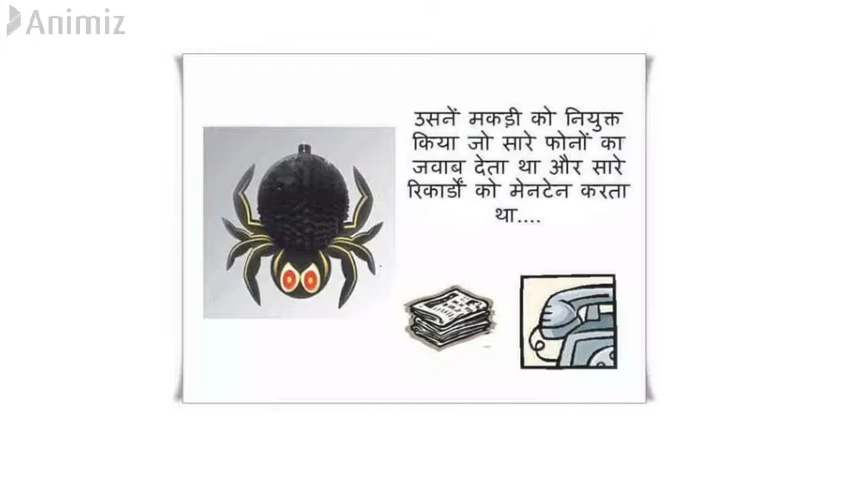 Animiz
उसनें मकड़ी को नियुक्त
किया जो सारे फोनों का
जवाब देता था और सारे
रिकार्डों को मेनटेन करता
था....